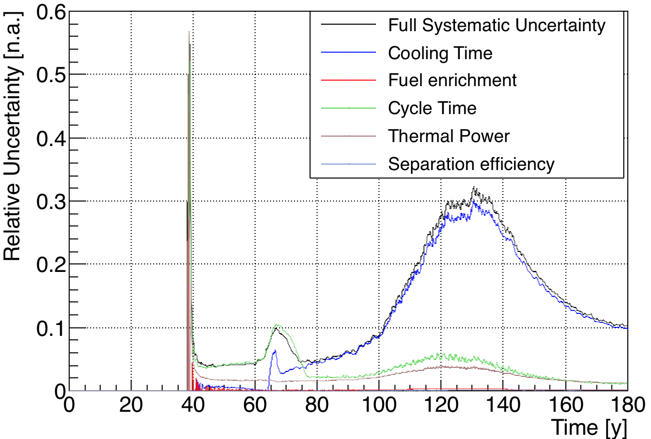 Relative Uncertainty [n.a.]
0.6
0.5
0.4
0.3
0.2
0.1
0
Full Systematic Uncertainty
Cooling Time
Fuel enrichment
Cycle Time
Thermal Power
Separation efficiency
0 20 40 60 80 100 120 140 160 180
Time [y]